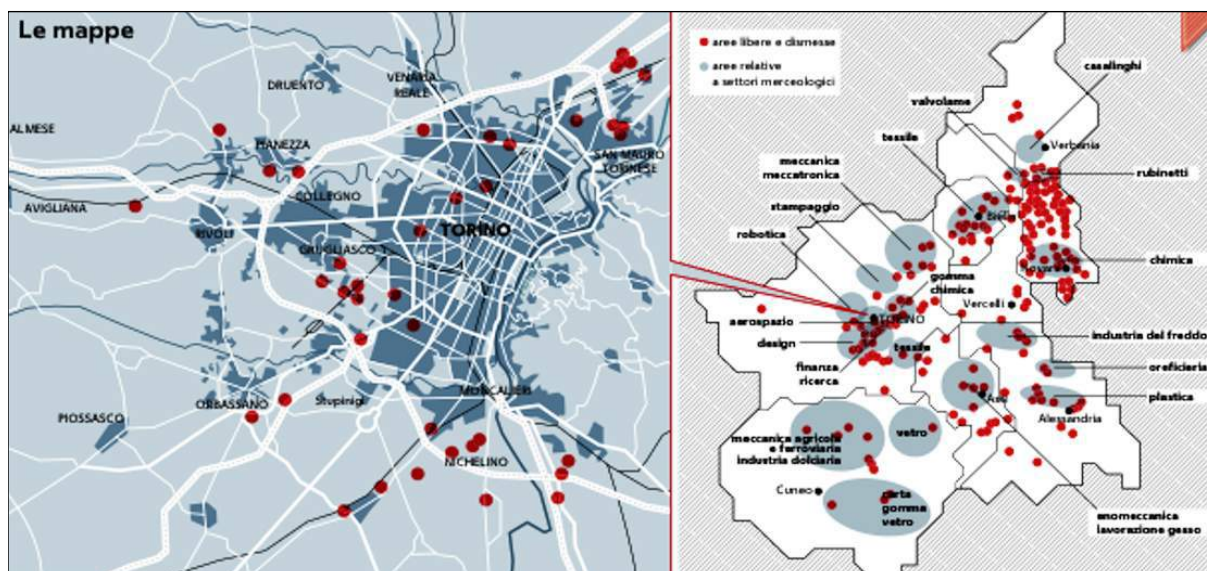 Le mappe
DRUENTO
VENARIA
REALE
ALMESE
PIANEZZA
SAN MAURO
TORINESE
COLLEGNO
AVIGLIANA
RIVOLI
TORINO
GRUGLIASCO
MONCALIERI
ORBASSANO
Stupinigi
PIOSSASCO
NICHELINO
aree libere e dismesse
aree relative
a settori merceologici
casalinghi
valvolame
tessile
Verbania
meccanica
meccatronica
rubinetti
stampaggio
Biella
robotica
chimica
Novara
gomma
chimica
Vercelli
TORINO
aerospazio
industria del freddo
design
tessile
finanza
ricerca
oreficieria
plastica
Asti
Alessandria
vetro
meccanica agricola
e ferroviaria
industria dolciaria
Cuneo
carta
gomma
vetro
enomeccanica
lavorazione gesso